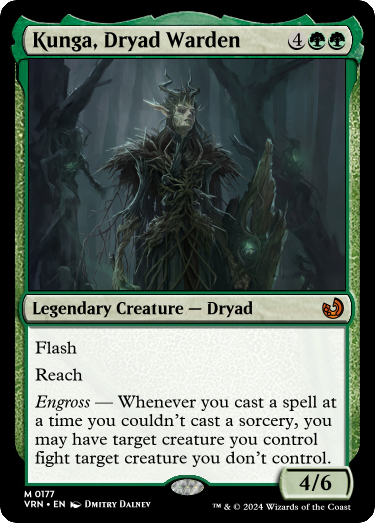 Kunga, Dryad Warden 4
Legendary Creature — Dryad
Flash
Reach
Engross — Whenever you cast a spell at
a time you couldn't cast a sorcery, you
may have target creature you control
fight target creature you don't control.
4/6
M 0177
VRN • EN Dmitry Dalnev ™ & © 2024 Wizards of the Coast